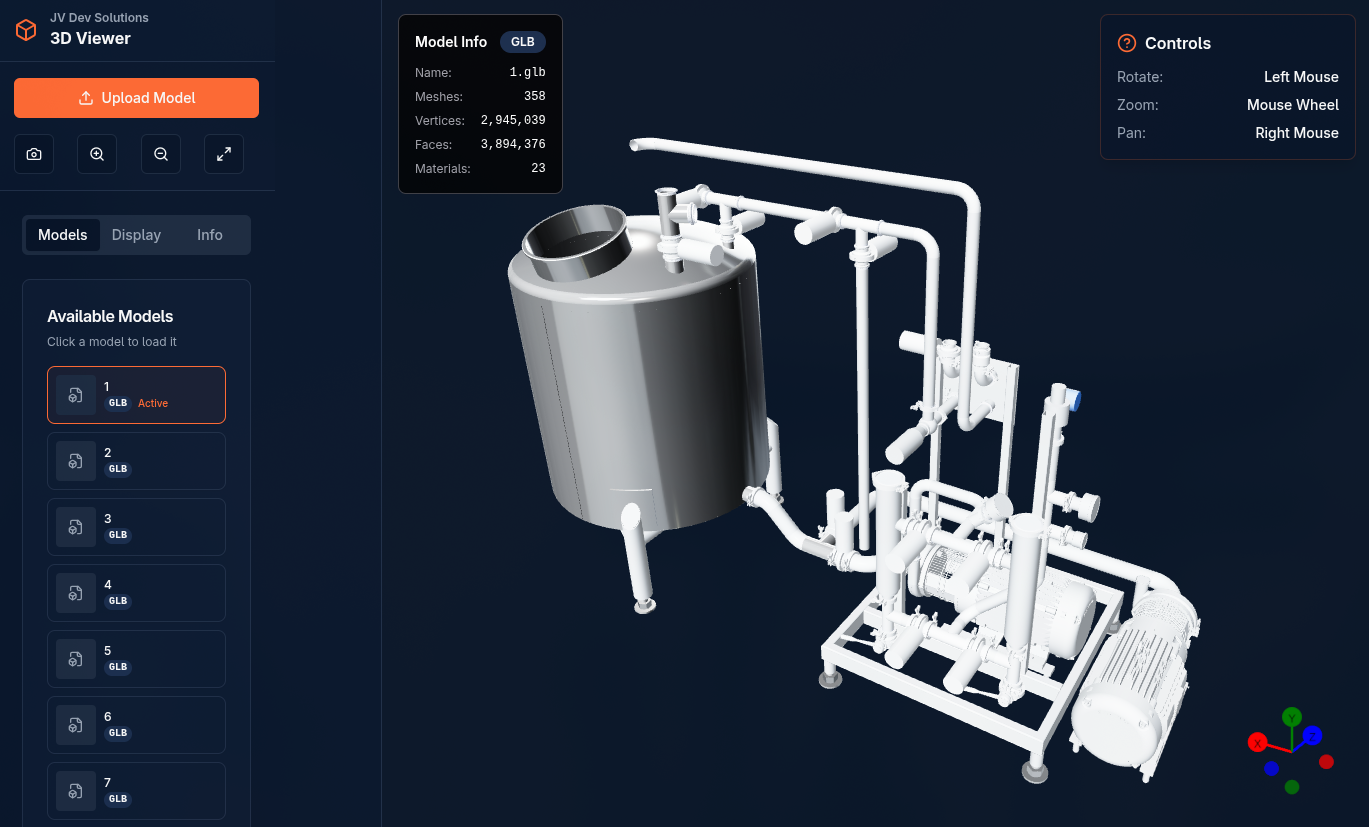 JV Dev Solutions
3D Viewer
Upload Model
Models Display Info
Available Models
Click a model to load it
1
GLB Active
2
GLB
3
GLB
4
GLB
5
GLB
6
GLB
7
GLB
Model Info GLB
Name: 1.glb
Meshes: 358
Vertices: 2,945,039
Faces: 3,894,376
Materials: 23
Controls
Rotate: Left Mouse
Zoom: Mouse Wheel
Pan: Right Mouse
Y
X
Z